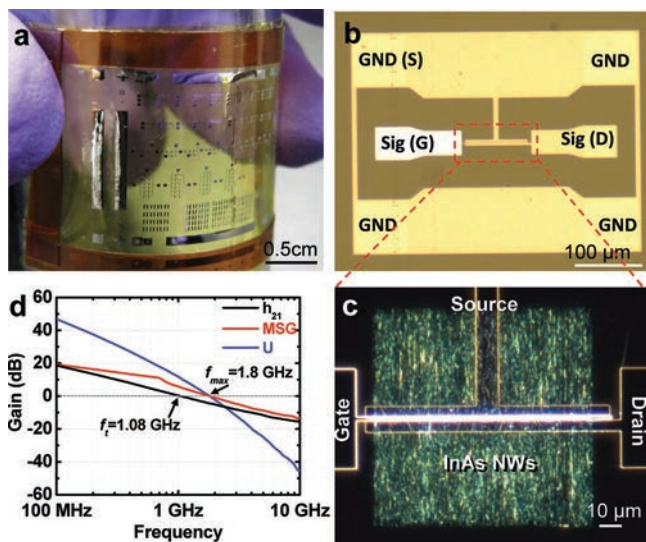 a
0.5cm
b
GND (S)
GND
Sig (G)
Sig (D)
GND
GND
100 µm
c
Source
Gate
Drain
InAs NWs
10 µm
d
h21
MSG
U
fmax=1.8 GHz
ft=1.08 GHz
Gain (dB)
60
40
20
0
-20
-40
-60
100 MHz
1 GHz
10 GHz
Frequency